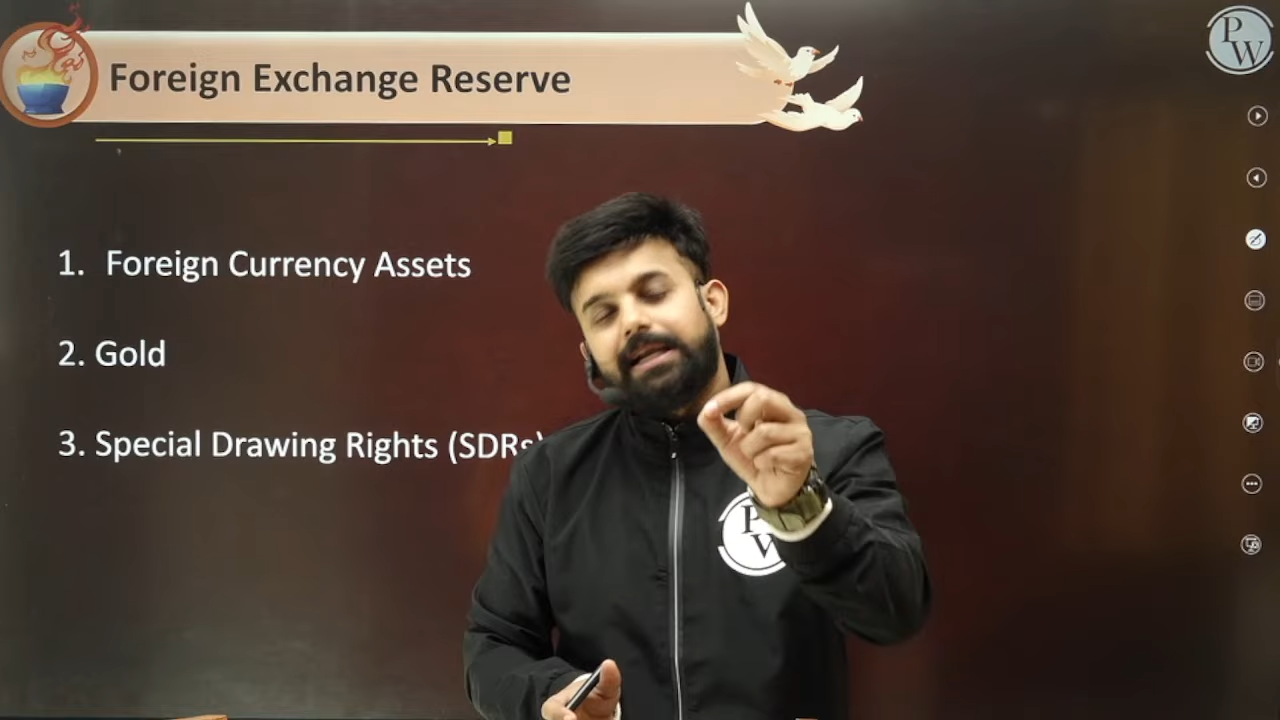 Foreign Exchange Reserve
PW
1. Foreign Currency Assets
2. Gold
3. Special Drawing Rights (SDRs)
PW